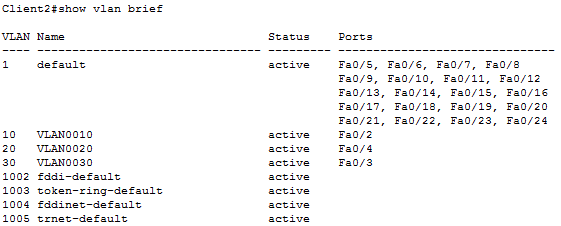 Client2#show vlan brief
VLAN Name                             Status    Ports
---- -------------------------------- --------- -------------------------------
1    default                          active    Fa0/5, Fa0/6, Fa0/7, Fa0/8
                                                Fa0/9, Fa0/10, Fa0/11, Fa0/12
                                                Fa0/13, Fa0/14, Fa0/15, Fa0/16
                                                Fa0/17, Fa0/18, Fa0/19, Fa0/20
                                                Fa0/21, Fa0/22, Fa0/23, Fa0/24
10   VLAN0010                         active    Fa0/2
20   VLAN0020                         active    Fa0/4
30   VLAN0030                         active    Fa0/3
1002 fddi-default                     active
1003 token-ring-default               active
1004 fddinet-default                  active
1005 trnet-default                    active